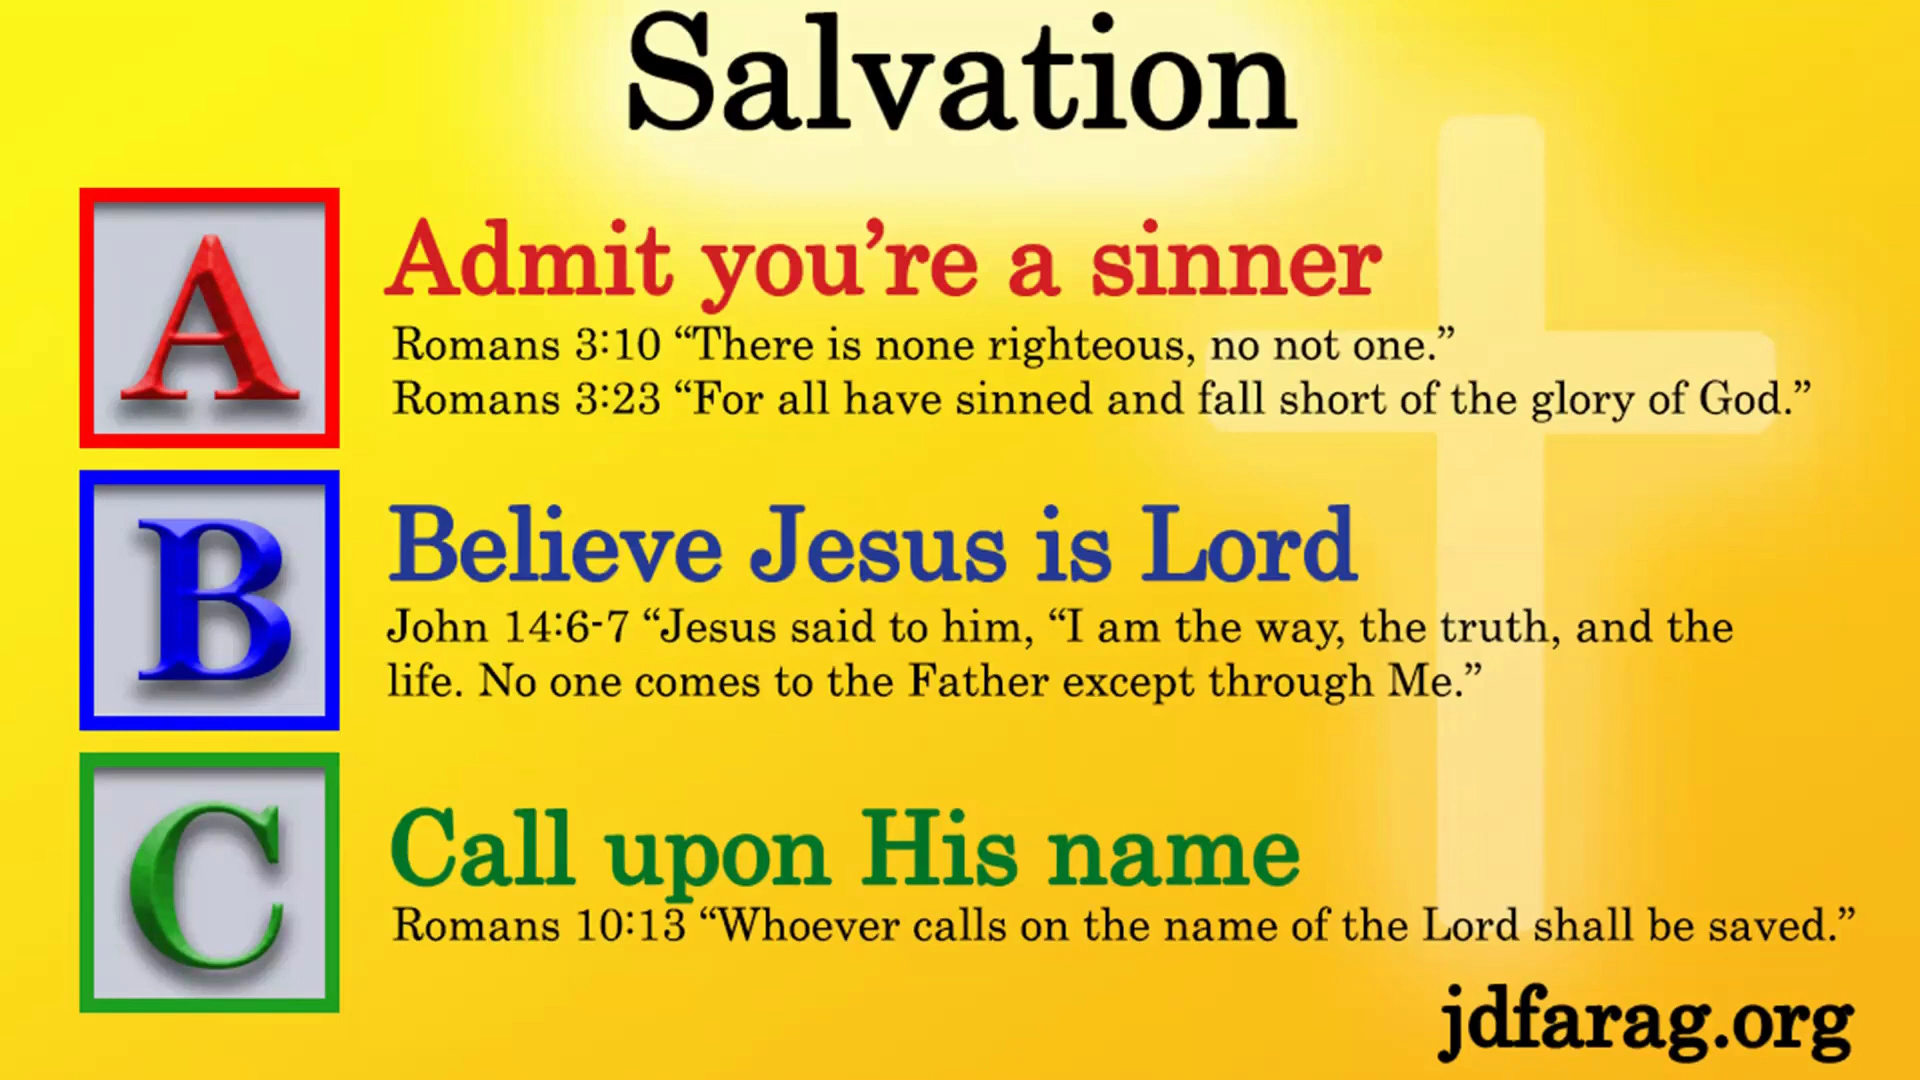 Salvation
A
Admit you’re a sinner
Romans 3:10 “There is none righteous, no not one.”
Romans 3:23 “For all have sinned and fall short of the glory of God.”
B
Believe Jesus is Lord
John 14:6-7 “Jesus said to him, “I am the way, the truth, and the
life. No one comes to the Father except through Me.”
C
Call upon His name
Romans 10:13 “Whoever calls on the name of the Lord shall be saved.”
jdfarag.org